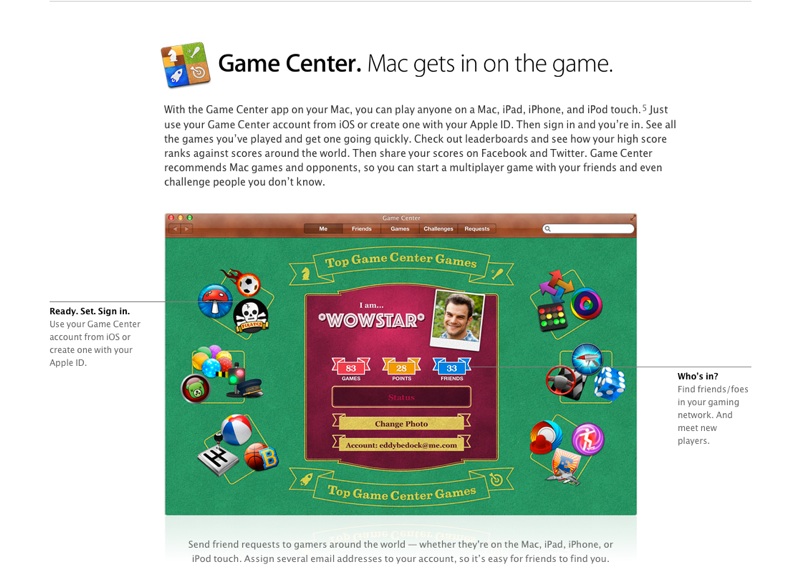 Game Center. Mac gets in on the game.
With the Game Center app on your Mac, you can play anyone on a Mac, iPad, iPhone, and iPod touch.5 Just
use your Game Center account from iOS or create one with your Apple ID. Then sign in and you’re in. See all
the games you’ve played and get one going quickly. Check out leaderboards and see how your high score
ranks against scores around the world. Then share your scores on Facebook and Twitter. Game Center
recommends Mac games and opponents, so you can start a multiplayer game with your friends and even
challenge people you don’t know.
Game Center
Me Friends Games Challenges Requests
Top Game Center Games
I am...
"WOWSTAR"
83 28 33
GAMES POINTS FRIENDS
Status
Change Photo
Account: eddybedock@me.com
Top Game Center Games
Ready. Set. Sign in.
Use your Game Center
account from iOS or
create one with your
Apple ID.
Who’s in?
Find friends/foes
in your gaming
network. And
meet new
players.
B
Send friend requests to gamers around the world — whether they’re on the Mac, iPad, iPhone, or
iPod touch. Assign several email addresses to your account, so it’s easy for friends to find you.